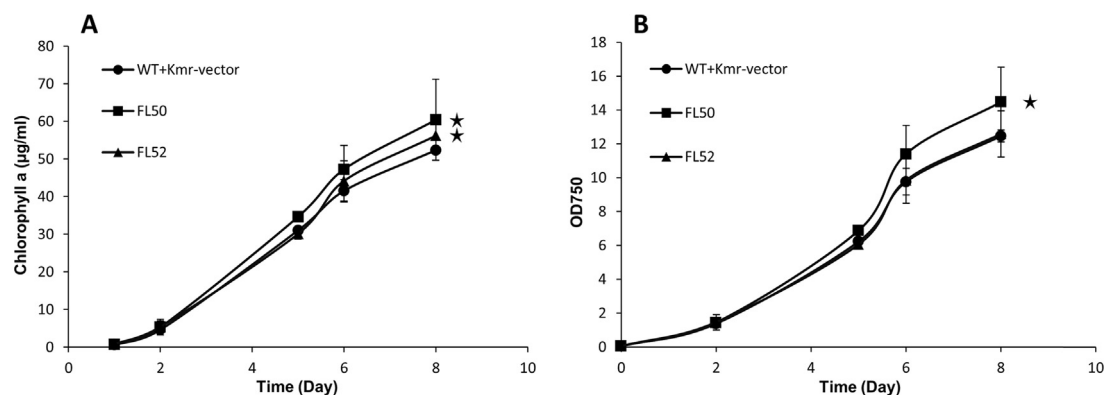 A
Chlorophyll a (µg/ml)
80
70
60
50
40
30
20
10
0
WT+Kmr-vector
FL50
FL52
0 2 4 6 8 10
Time (Day)
B
OD750
18
16
14
12
10
8
6
4
2
0
WT+Kmr-vector
FL50
FL52
0 2 4 6 8 10
Time (Day)